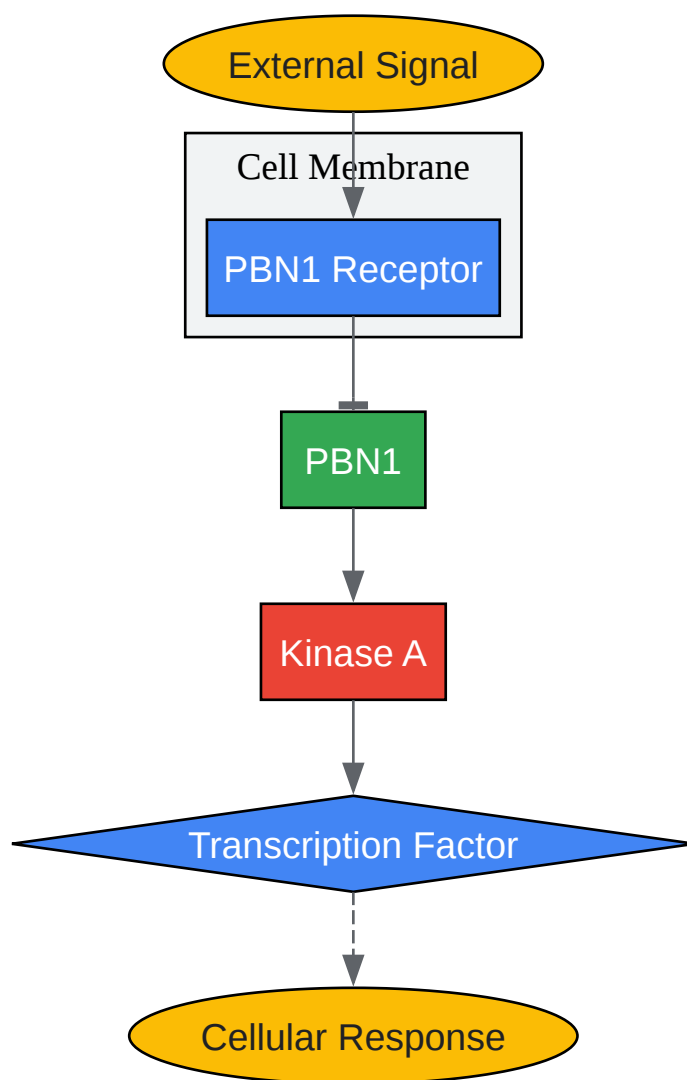 External Signal
Cell Membrane
PBN1 Receptor
PBN1
Kinase A
Transcription Factor
Cellular Response